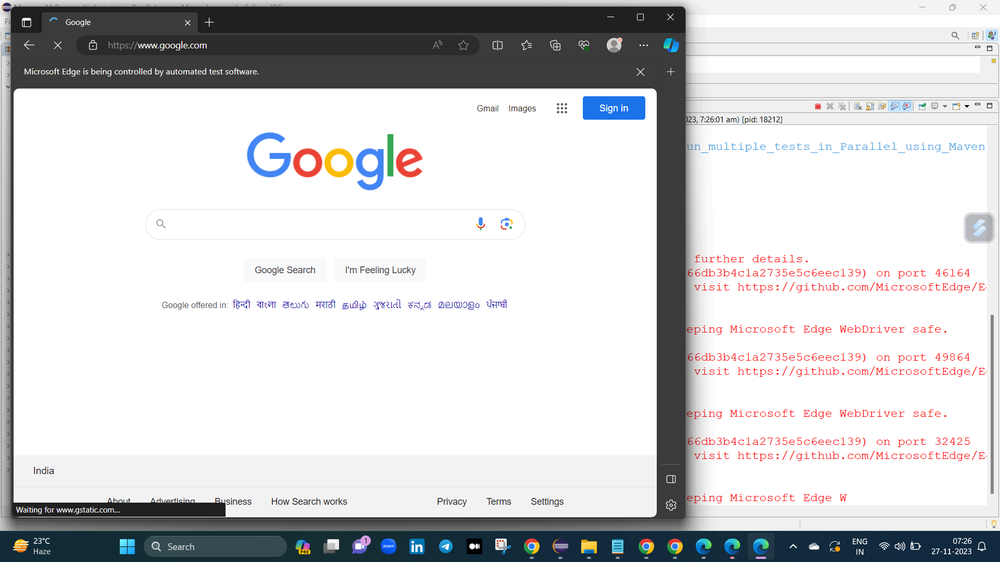 Google
https://www.google.com
Microsoft Edge is being controlled by automated test software.
Gmail Images Sign in
Google
Google Search I'm Feeling Lucky
Google offered in: हिन्दी বাংলা తెలుగు मराठी தமிழ் ગુજરાતી ಕನ್ನಡ മലയാളം ਪੰਜਾਬੀ
India
About Advertising Business How Search works Privacy Terms Settings
Waiting for www.gstatic.com...
023, 7:26:01 am) [pid: 18212]
un_multiple_tests_in_Parallel_using_Maven
further details.
66db3b4c1a2735e5c6eec139) on port 46164
visit https://github.com/MicrosoftEdge/E
eping Microsoft Edge WebDriver safe.
66db3b4c1a2735e5c6eec139) on port 49864
visit https://github.com/MicrosoftEdge/E
eping Microsoft Edge WebDriver safe.
66db3b4c1a2735e5c6eec139) on port 32425
visit https://github.com/MicrosoftEdge/E
eping Microsoft Edge W
23°C
Haze
Search
PRE
1
zoom
ENG
IN
07:26
27-11-2023